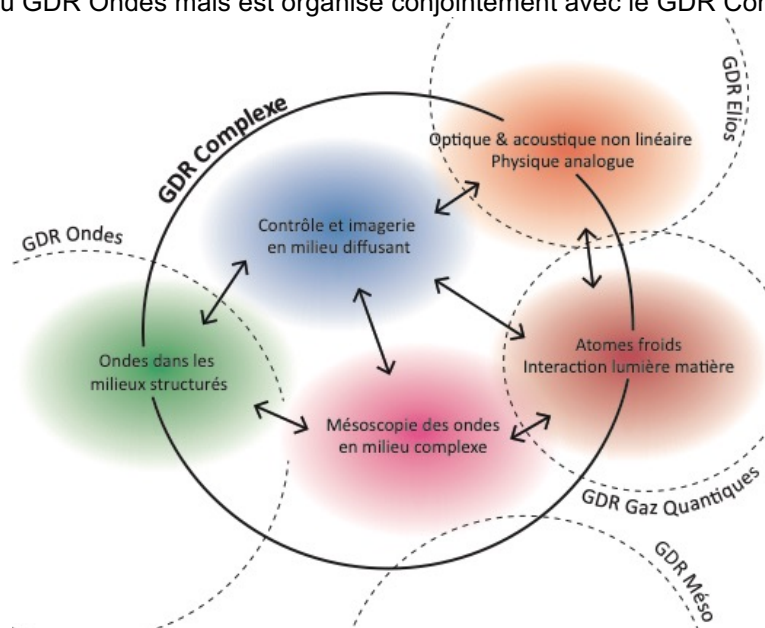 u GDR Ondes mais est organisé conjointement avec le GDR Co
GDR Elios
GDR Complexe
Optique & acoustique non linéaire
Physique analogue
Contrôle et imagerie
en milieu diffusant
GDR Ondes
Ondes dans les
milieux structurés
Atomes froids
Interaction lumière matière
Mésoscopie des ondes
en milieu complexe
GDR Gaz Quantiques
GDR Méso